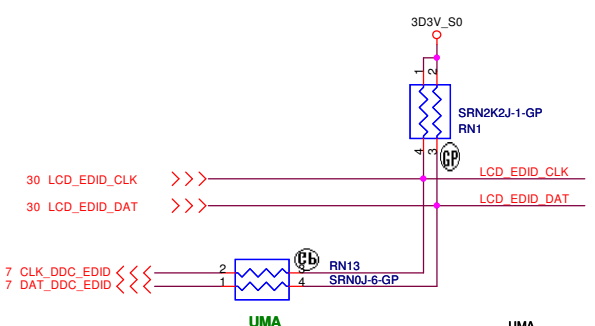 3D3V_S0
1 2
SRN2K2J-1-GP
RN1
4 3 GP
30 LCD_EDID_CLK
LCD_EDID_CLK
30 LCD_EDID_DAT
LCD_EDID_DAT
7 CLK_DDC_EDID
2 3
RN13
7 DAT_DDC_EDID
1 4
SRN0J-6-GP
UMA
UMA